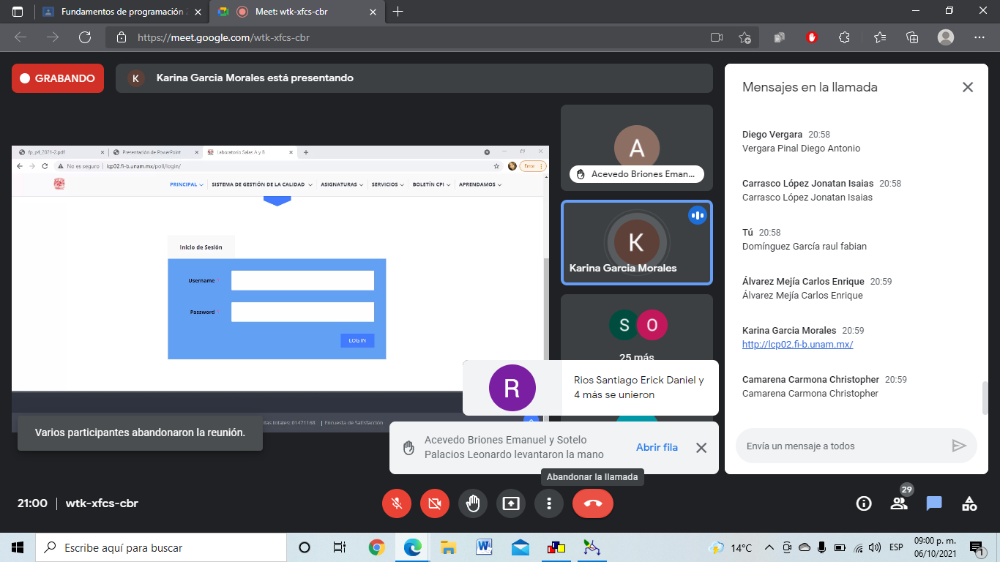 Fundamentos de programación 2
Meet: wtk-xfcs-cbr
https://meet.google.com/wtk-xfcs-cbr
GRABANDO
K
Karina Garcia Morales está presentando
fp_p4_2021-2.pdf
Presentación de PowerPoint
Laboratorio Salas A y B
No es seguro
lcp02.fi-b.unam.mx/poll/login/
Error
PRINCIPAL
SISTEMA DE GESTIÓN DE LA CALIDAD
ASIGNATURAS
SERVICIOS
BOLETÍN CPI
APRENDAMOS
Inicio de Sesión
Username *
Password *
LOG IN
itas totales: 01471168 | Encuesta de Satisfacción
A
Acevedo Briones Eman...
K
Karina Garcia Morales
S
O
25 más
R
Rios Santiago Erick Daniel y
4 más se unieron
Varios participantes abandonaron la reunión.
Acevedo Briones Emanuel y Sotelo
Palacios Leonardo levantaron la mano
Abrir fila
Abandonar la llamada
Mensajes en la llamada
Diego Vergara 20:58
Vergara Pinal Diego Antonio
Carrasco López Jonatan Isaias 20:58
Carrasco López Jonatan Isaias
Tú 20:58
Domínguez García raul fabian
Álvarez Mejía Carlos Enrique 20:59
Álvarez Mejía Carlos Enrique
Karina Garcia Morales 20:59
http://lcp02.fi-b.unam.mx/
Camarena Carmona Christopher 20:59
Camarena Carmona Christopher
Envía un mensaje a todos
21:00 | wtk-xfcs-cbr
29
Escribe aquí para buscar
14°C
ESP
09:00 p. m.
06/10/2021
1